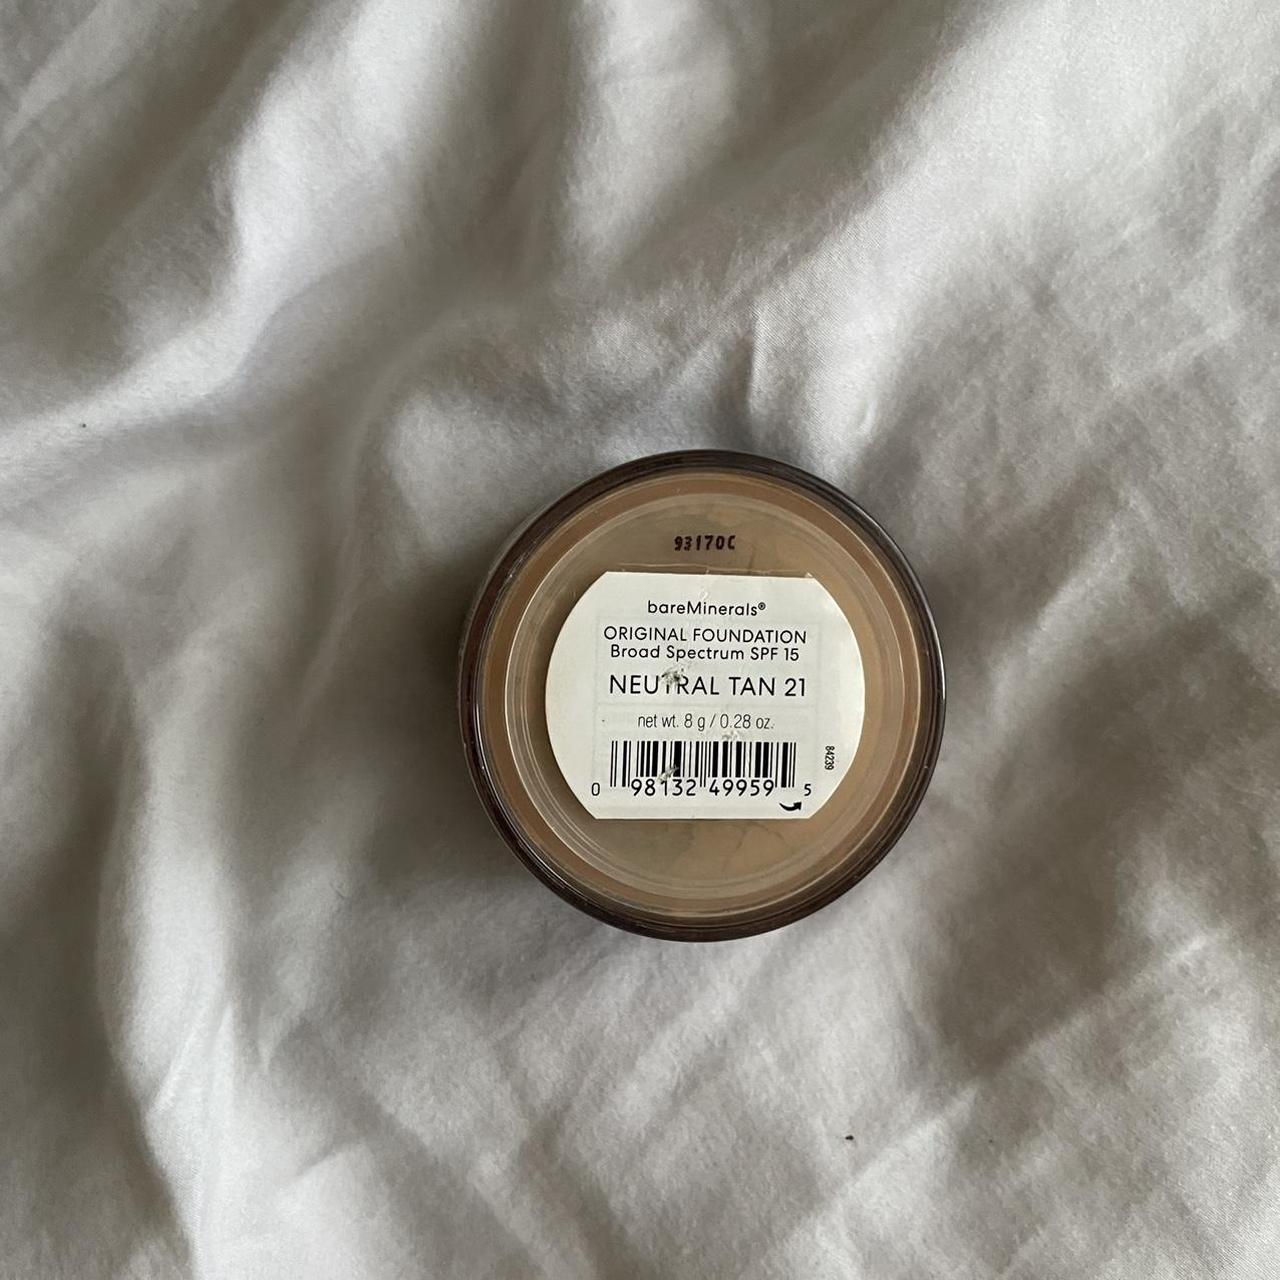 93170C
bareMinerals®
ORIGINAL FOUNDATION
Broad Spectrum SPF 15
NEUTRAL TAN 21
net wt. 8 g / 0.28 oz.
84239
0 98132 49959 5